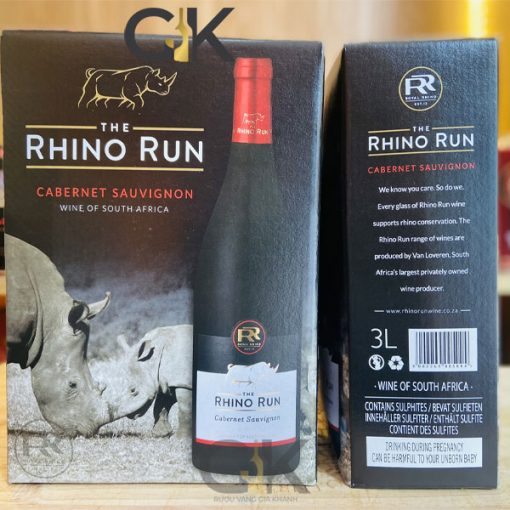 GK
THE
RHINO RUN
CABERNET SAUVIGNON
WINE OF SOUTH AFRICA
RR
THE
RHINO RUN
Cabernet Sauvignon
GK
RƯỢU VANG GIA KHÁNH
RR
ROYAL RHINO
THE
RHINO RUN
CABERNET SAUVIGNON
We know you care. So do we.
Every glass of Rhino Run wine
supports rhino conservation. The
Rhino Run range of wines are
produced by Van Loveren, South
Africa's largest privately owned
wine producer.
www.rhinorunwine.co.za
3L
· WINE OF SOUTH AFRICA ·
CONTAINS SULPHITES / BEVAT SULFIETEN
INNEHÅLLER SULFITER / ENTHÄLT SULFITE
CONTIENT DES SULFITES
DRINKING DURING PREGNANCY
CAN BE HARMFUL TO YOUR UNBORN BABY